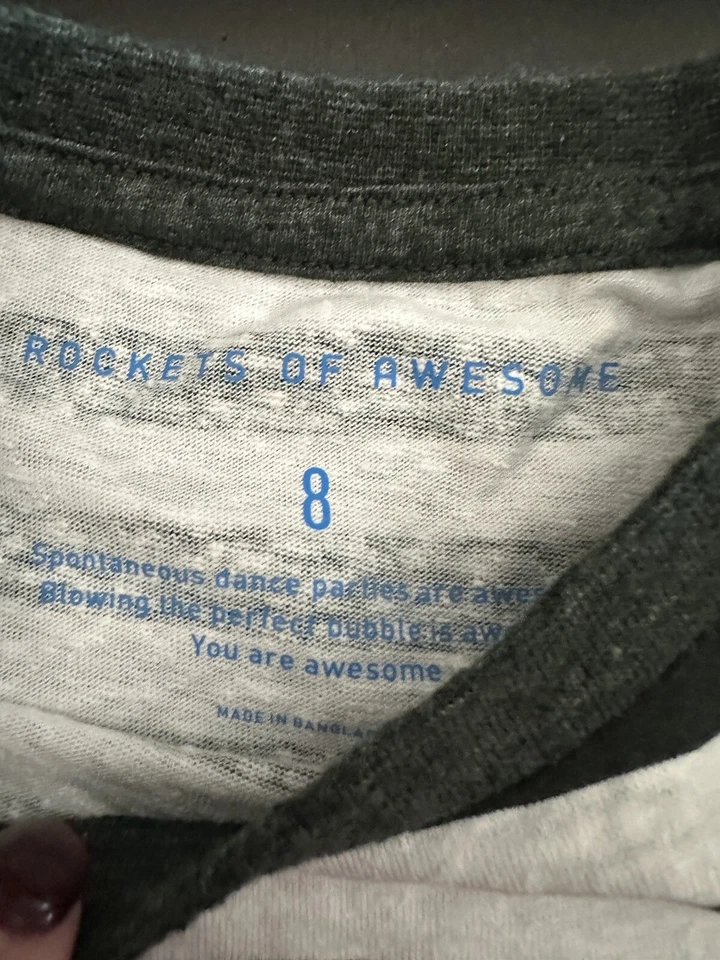 ROCKETS OF AWESOME
8
Spontaneous dance parties are
Blowing the perfect bubble is
You are awesome
MADE IN